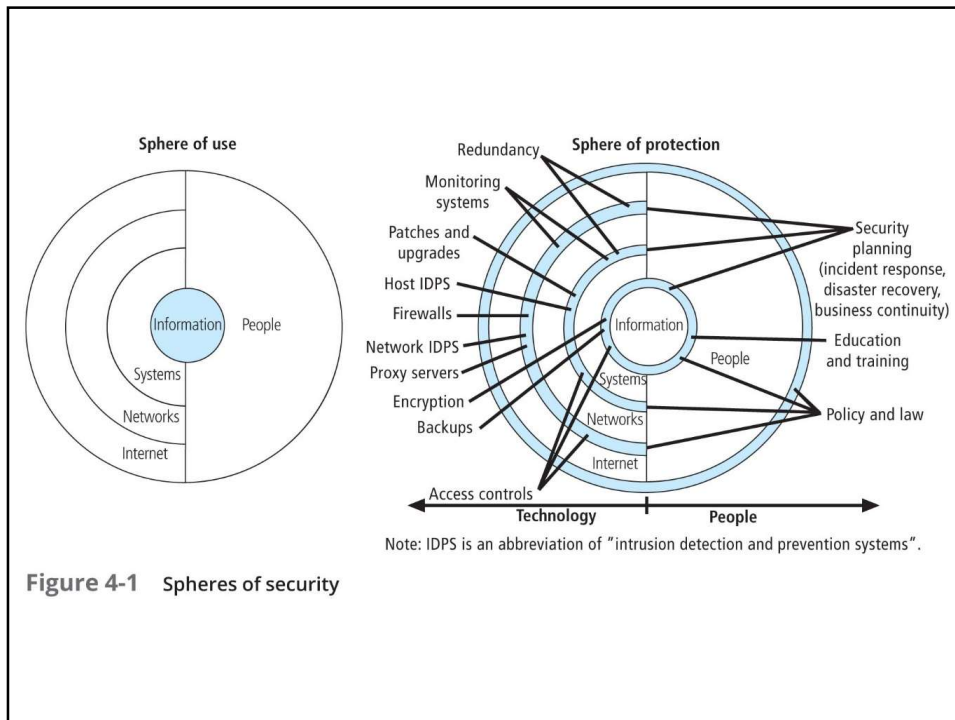 Sphere of use
Information
People
Systems
Networks
Internet
Sphere of protection
Redundancy
Monitoring
systems
Patches and
upgrades
Host IDPS
Firewalls
Network IDPS
Proxy servers
Encryption
Backups
Access controls
Information
People
Systems
Networks
Internet
Security
planning
(incident response,
disaster recovery,
business continuity)
Education
and training
Policy and law
Technology
People
Note: IDPS is an abbreviation of "intrusion detection and prevention systems".
Figure 4-1 Spheres of security